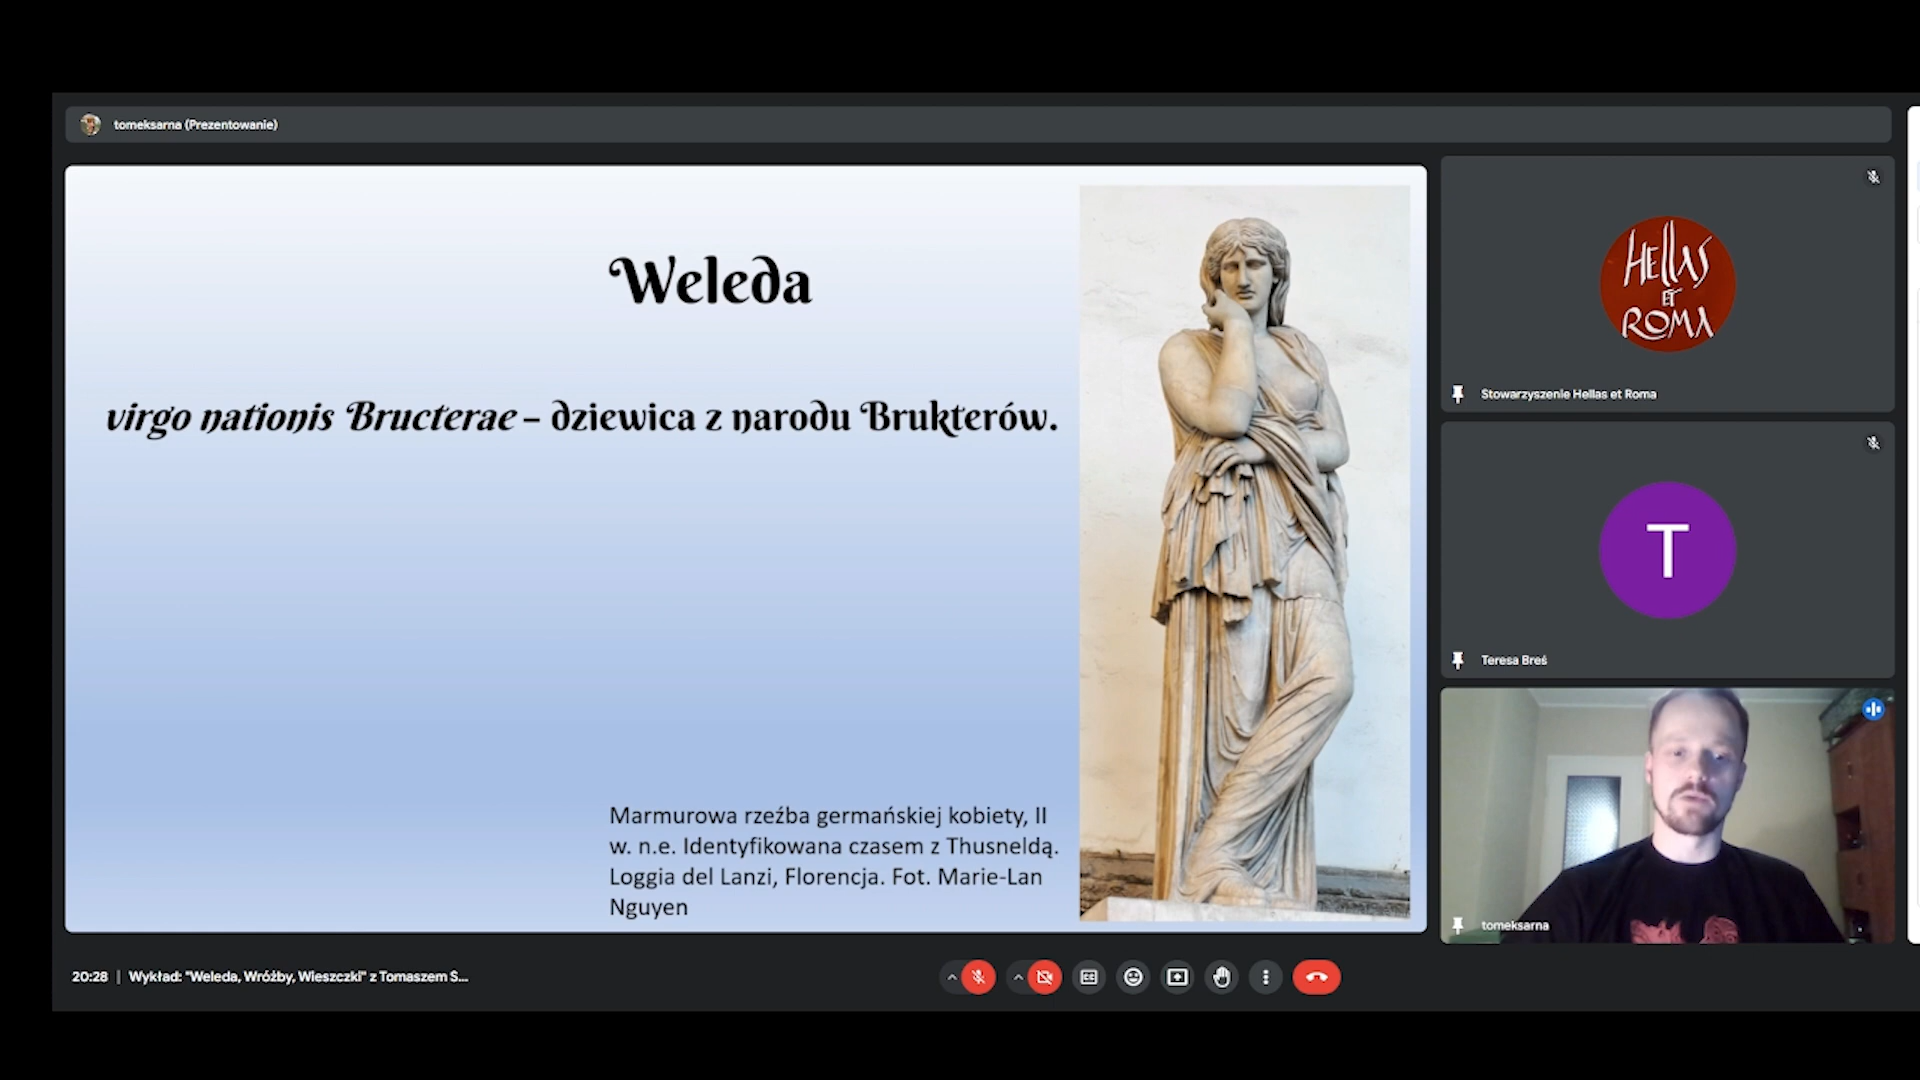 tomeksarna (Prezentowanie)
Weleda
virgo nationis Bructerae – dziewica z narodu Brukterów.
Marmurowa rzeźba germańskiej kobiety, II
w. n.e. Identyfikowana czasem z Thusneldą.
Loggia del Lanzi, Florencja. Fot. Marie-Lan
Nguyen
HELLAS
ET
ROMA
Stowarzyszenie Hellas et Roma
T
Teresa Breś
tomeksarna
20:28 | Wykład: "Weleda, Wróżby, Wieszczki" z Tomaszem S...